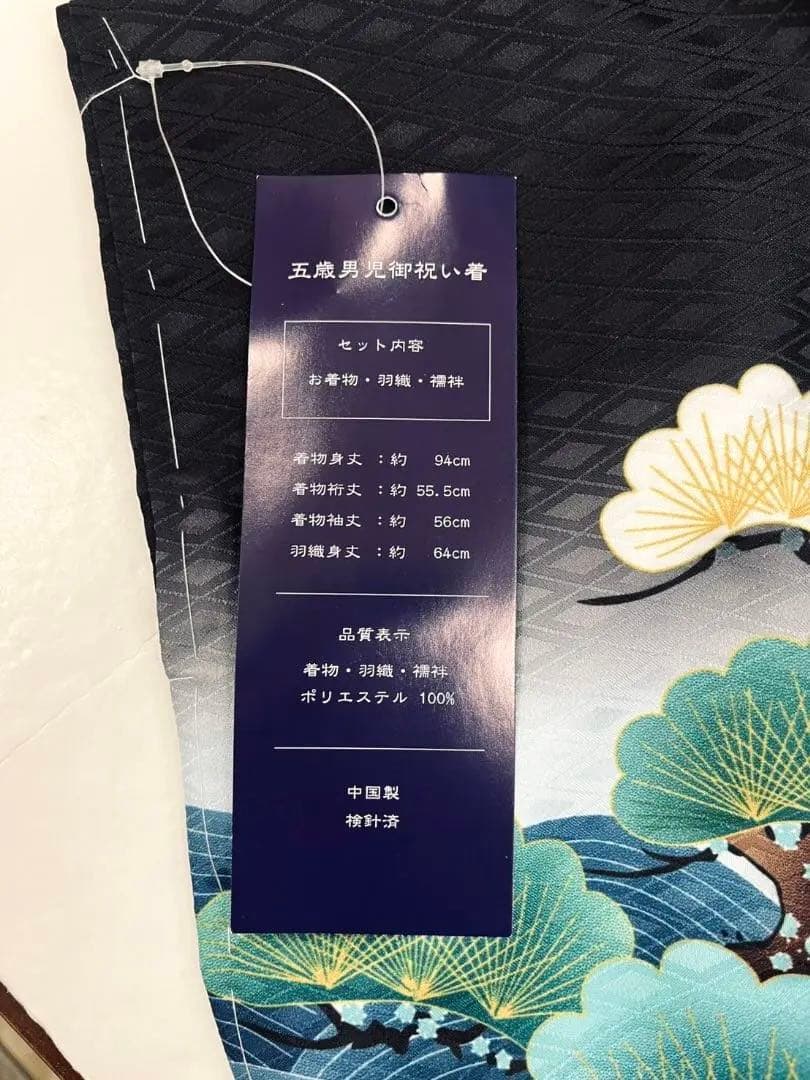 五歳男児御祝い着
セット内容
お着物・羽織・襦袢
着物身丈 :約 94cm
着物裄丈 :約 55.5cm
着物袖丈 :約 56cm
羽織身丈 :約 64cm
品質表示
着物・羽織・襦袢
ポリエステル 100%
中国製
検針済